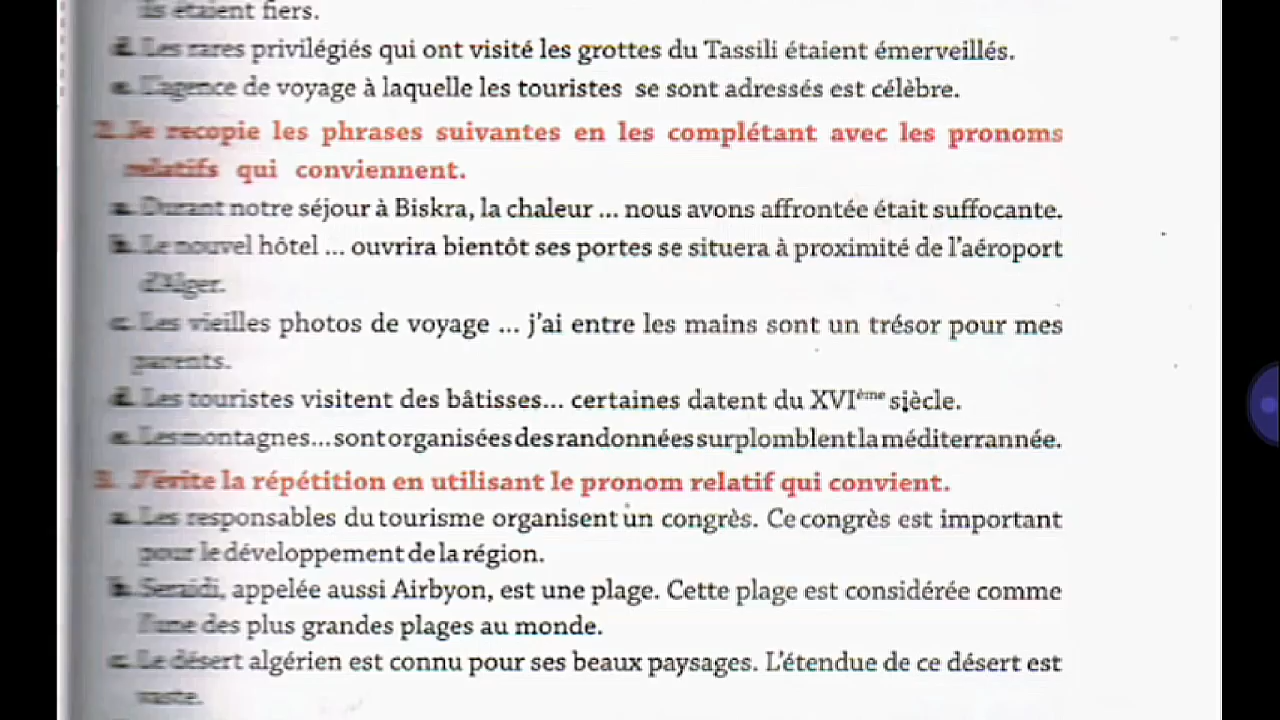 ils étaient fiers.
d. Les rares privilégiés qui ont visité les grottes du Tassili étaient émerveillés.
e. L'agence de voyage à laquelle les touristes se sont adressés est célèbre.
2. Je recopie les phrases suivantes en les complétant avec les pronoms
relatifs qui conviennent.
a. Durant notre séjour à Biskra, la chaleur ... nous avons affrontée était suffocante.
b. Le nouvel hôtel ... ouvrira bientôt ses portes se situera à proximité de l'aéroport
d'Alger.
c. Les vieilles photos de voyage ... j'ai entre les mains sont un trésor pour mes
parents.
d. Les touristes visitent des bâtisses... certaines datent du XVIème siècle.
e. Les montagnes... sont organisées des randonnées surplomblent la méditerrannée.
3. J'évite la répétition en utilisant le pronom relatif qui convient.
a. Les responsables du tourisme organisent un congrès. Ce congrès est important
pour le développement de la région.
b. Seraidi, appelée aussi Airbyon, est une plage. Cette plage est considérée comme
l'une des plus grandes plages au monde.
c. Le désert algérien est connu pour ses beaux paysages. L'étendue de ce désert est
vaste.